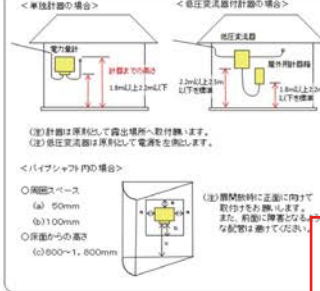 <単独計器の場合>
<低圧変流器付計器の場合>
電力量計
計器までの高さ
1.8m以上2.2m以下
低圧変流器
屋外用計器箱
2.2m以上2.5m
以下を標準
1.8m以上2.2m
以下を標準
(注)計器は原則として露出場所へ取付願います。
(注)低圧変流器は原則として電源を左側とします。
<パイプシャフト内の場合>
○周囲スペース
(a) 50mm
(b)100mm
○床面からの高さ
(c)800~1,800mm
(注)扉開放時に正面に向けて
取付けをお願いします。
また、前面に障害となる
な配管は避けてください。